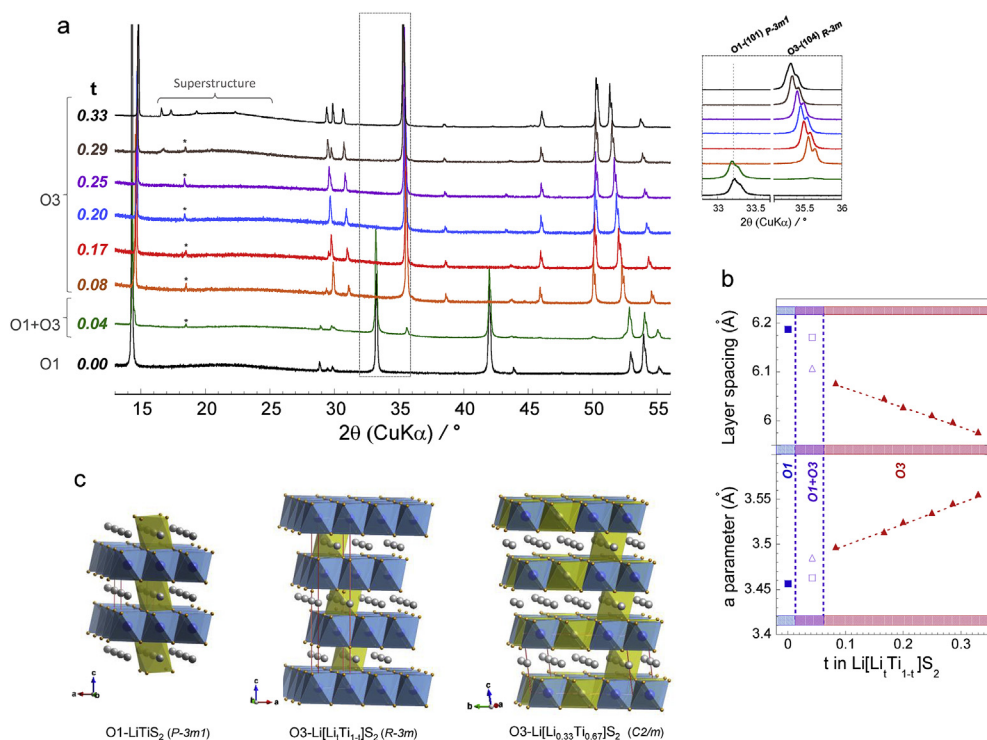 a
t
Superstructure
0.33
0.29
*
0.25
*
O3
0.20
*
0.17
*
0.08
*
O1+O3
0.04
*
O1
0.00
15 20 25 30 35 40 45 50 55
2θ (CuKα) / °
O1-(101) P-3m1
O3-(104) R-3m
33 33.5 35.5 36
2θ (CuKα) / °
b
Layer spacing (Å)
6.2
6.1
6
O1
O1+O3
O3
a parameter (Å)
3.55
3.5
3.45
3.4
0 0.1 0.2 0.3
t in Li[LitTi1-t]S2
c
c
a
b
O1-LiTiS2 (P-3m1)
c
b
a
O3-Li[LitTi1-t]S2 (R-3m)
c
b
a
O3-Li[Li0.33Ti0.67]S2 (C2/m)